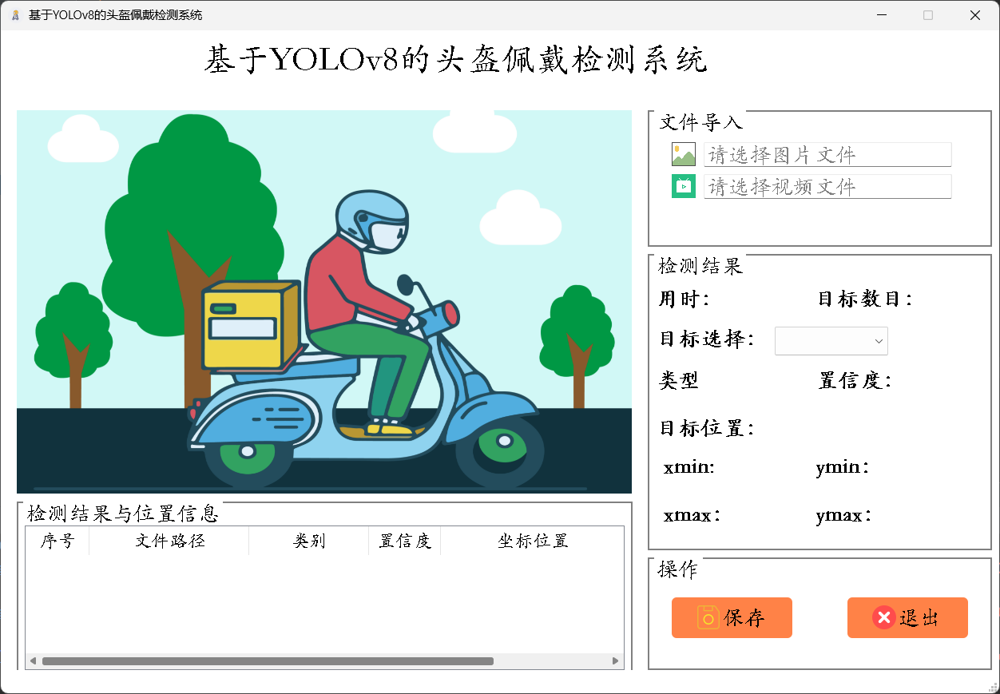 基于YOLOv8的头盔佩戴检测系统
基于YOLOv8的头盔佩戴检测系统
文件导入
请选择图片文件
请选择视频文件
检测结果
用时： 目标数目：
目标选择：
类型 置信度：
目标位置：
xmin: ymin：
xmax： ymax：
检测结果与位置信息
序号 文件路径 类别 置信度 坐标位置
操作
保存 退出